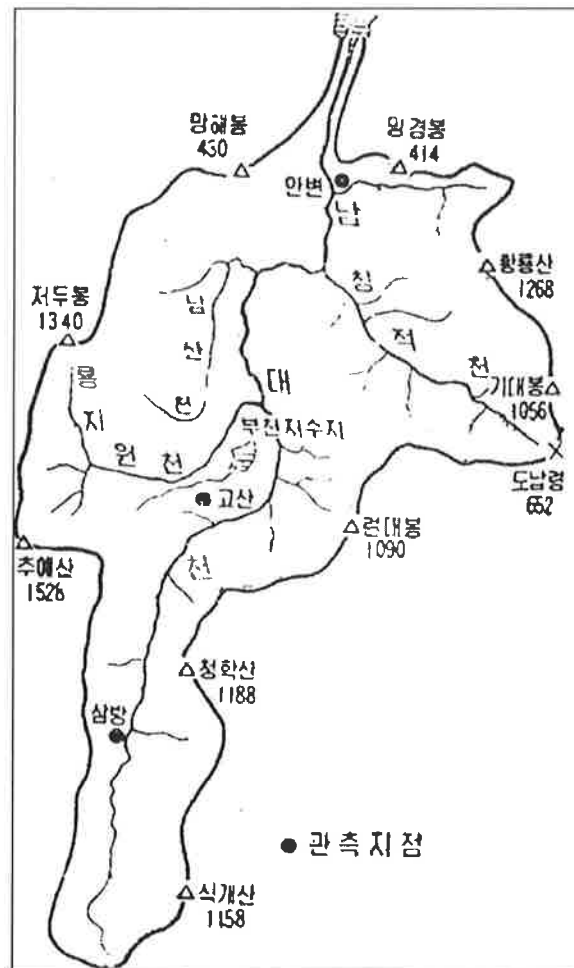 망해봉
430
윙경봉
414
안변
남
황룡산
1268
저두봉
1340
남
산
천
칭
적
천
기대봉
1056
도납령
652
룡
지
원
천
대
부전저수지
고산
련대봉
1090
추예산
1526
천
청학산
1188
삼방
관측지점
식개산
1158